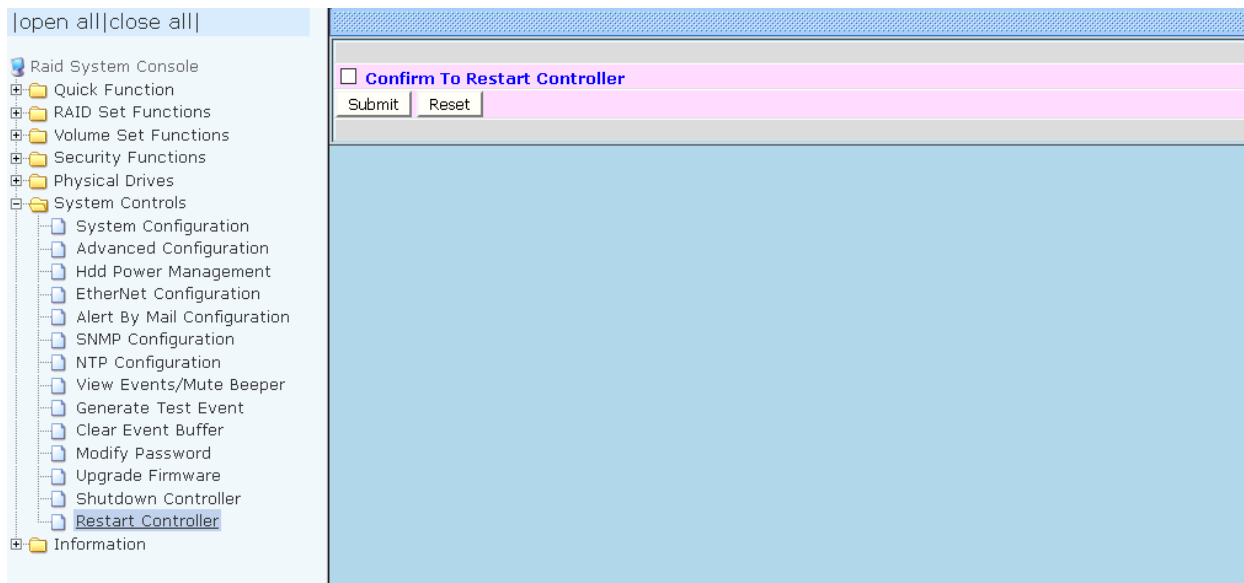 |open all|close all|
Raid System Console
Quick Function
RAID Set Functions
Volume Set Functions
Security Functions
Physical Drives
System Controls
System Configuration
Advanced Configuration
Hdd Power Management
EtherNet Configuration
Alert By Mail Configuration
SNMP Configuration
NTP Configuration
View Events/Mute Beeper
Generate Test Event
Clear Event Buffer
Modify Password
Upgrade Firmware
Shutdown Controller
Restart Controller
Information
Confirm To Restart Controller
Submit Reset